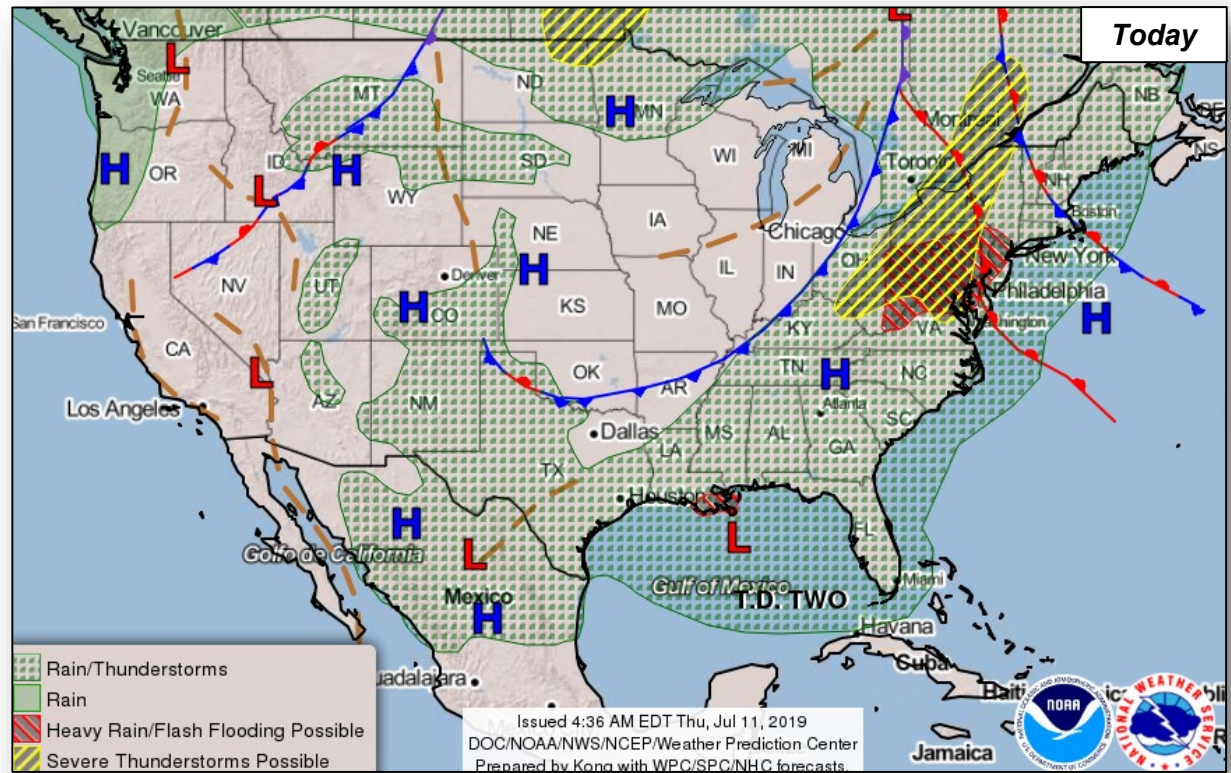 Today
Vancouver
L
L
Seattle
WA
MT
ND
H
MN
Montreal
NB
NS
H
OR
ID
H
SD
WI
MI
Toronto
NH
L
WY
Boston
IA
Chicago
NE
OH
New York
NV
UT
Denver
H
IL
IN
Philadelphia
H
CO
KS
MO
KY
VA
H
San Francisco
CA
L
OK
TN
H
NC
AZ
NM
AR
Atlanta
SC
Los Angeles
Dallas
MS
AL
GA
LA
TX
Houston
H
L
FL
Golfo de California
L
Gulf of Mexico
Miami
Mexico
T.D. TWO
H
Havana
Cuba
Jamaica
Rain/Thunderstorms
Rain
Heavy Rain/Flash Flooding Possible
Severe Thunderstorms Possible
Issued 4:36 AM EDT Thu, Jul 11, 2019
DOC/NOAA/NWS/NCEP/Weather Prediction Center
Prepared by Kong with WPC/SPC/NHC forecasts.
NOAA
NATIONAL WEATHER SERVICE